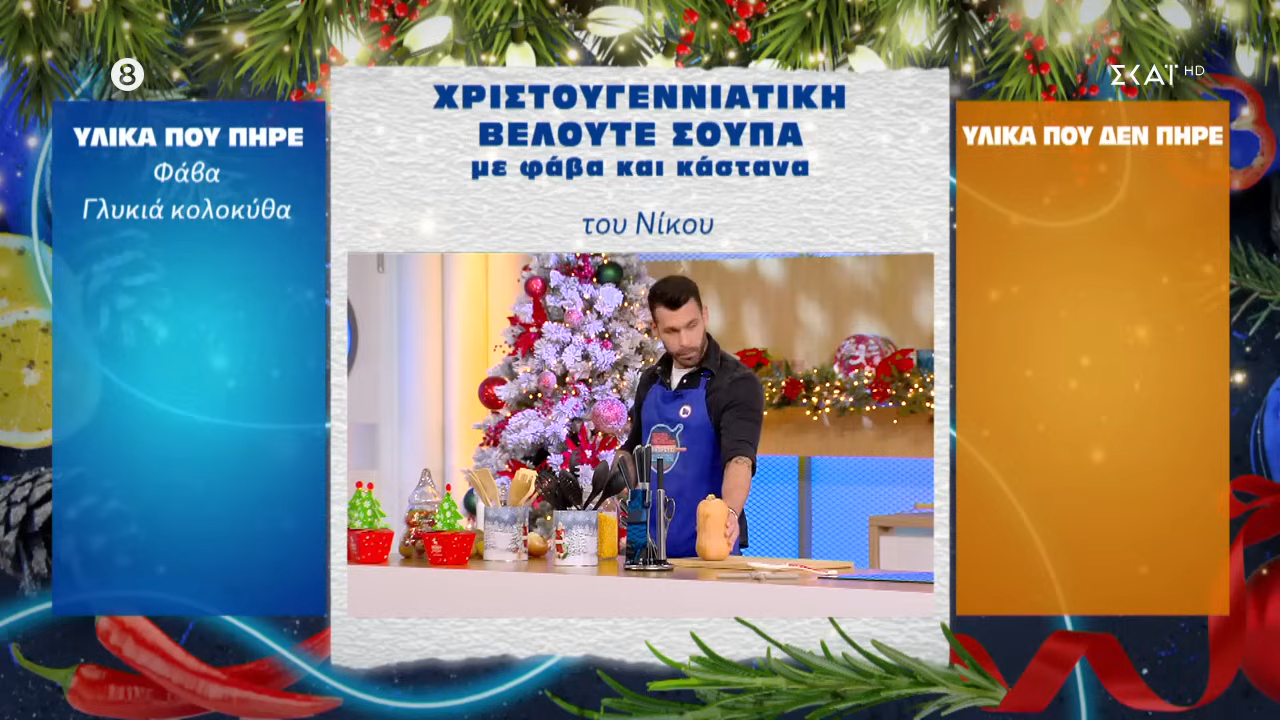 8
ΣΚΑΪ HD
ΥΛΙΚΑ ΠΟΥ ΠΗΡΕ
Φάβα
Γλυκιά κολοκύθα
ΧΡΙΣΤΟΥΓΕΝΝΙΑΤΙΚΗ
ΒΕΛΟΥΤΕ ΣΟΥΠΑ
με φάβα και κάστανα
του Νίκου
ΥΛΙΚΑ ΠΟΥ ΔΕΝ ΠΗΡΕ